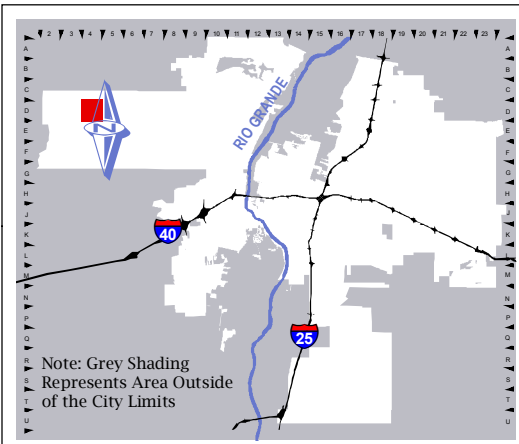 2 3 4 5 6 7 8 9 10 11 12 13 14 15 16 17 18 19 20 21 22 23
A A
B B
C C
D D
E E
F F
G G
H H
J J
K K
L L
M M
N N
P P
Q Q
R R
S S
T T
U U
N
RIO GRANDE
40
25
Note: Grey Shading
Represents Area Outside
of the City Limits